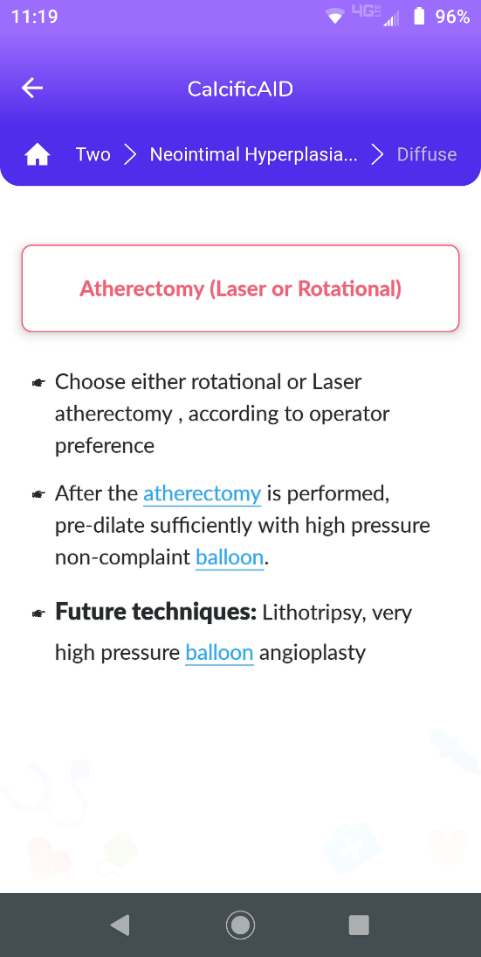 11:19
4G LTE
96%
CalcificAID
Two
Neointimal Hyperplasia...
Diffuse
Atherectomy (Laser or Rotational)
Choose either rotational or Laser
atherectomy , according to operator
preference
After the atherectomy is performed,
pre-dilate sufficiently with high pressure
non-complaint balloon.
Future techniques: Lithotripsy, very
high pressure balloon angioplasty